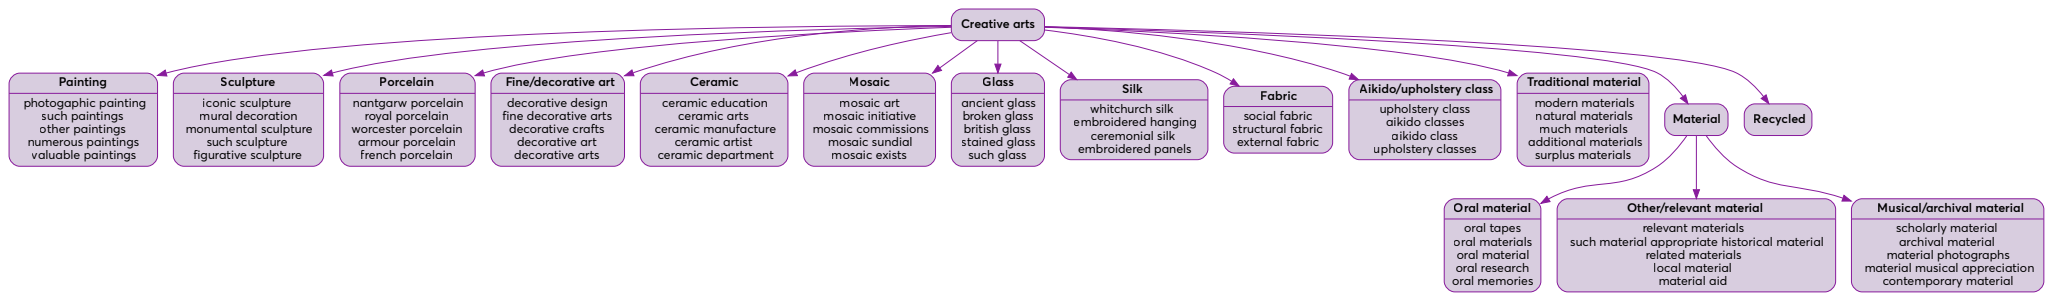 Creative arts
Painting
photogaphic painting
such paintings
other paintings
numerous paintings
valuable paintings
Sculpture
iconic sculpture
mural decoration
monumental sculpture
such sculpture
figurative sculpture
Porcelain
nantgarw porcelain
royal porcelain
worcester porcelain
armour porcelain
french porcelain
Fine/decorative art
decorative design
fine decorative arts
decorative crafts
decorative art
decorative arts
Ceramic
ceramic education
ceramic arts
ceramic manufacture
ceramic artist
ceramic department
Mosaic
mosaic art
mosaic initiative
mosaic commissions
mosaic sundial
mosaic exists
Glass
ancient glass
broken glass
british glass
stained glass
such glass
Silk
whitchurch silk
embroidered hanging
ceremonial silk
embroidered panels
Fabric
social fabric
structural fabric
external fabric
Aikido/upholstery class
upholstery class
aikido classes
aikido class
upholstery classes
Traditional material
modern materials
natural materials
much materials
additional materials
surplus materials
Material
Recycled
Oral material
oral tapes
oral materials
oral material
oral research
oral memories
Other/relevant material
relevant materials
such material appropriate historical material
related materials
local material
material aid
Musical/archival material
scholarly material
archival material
material photographs
material musical appreciation
contemporary material